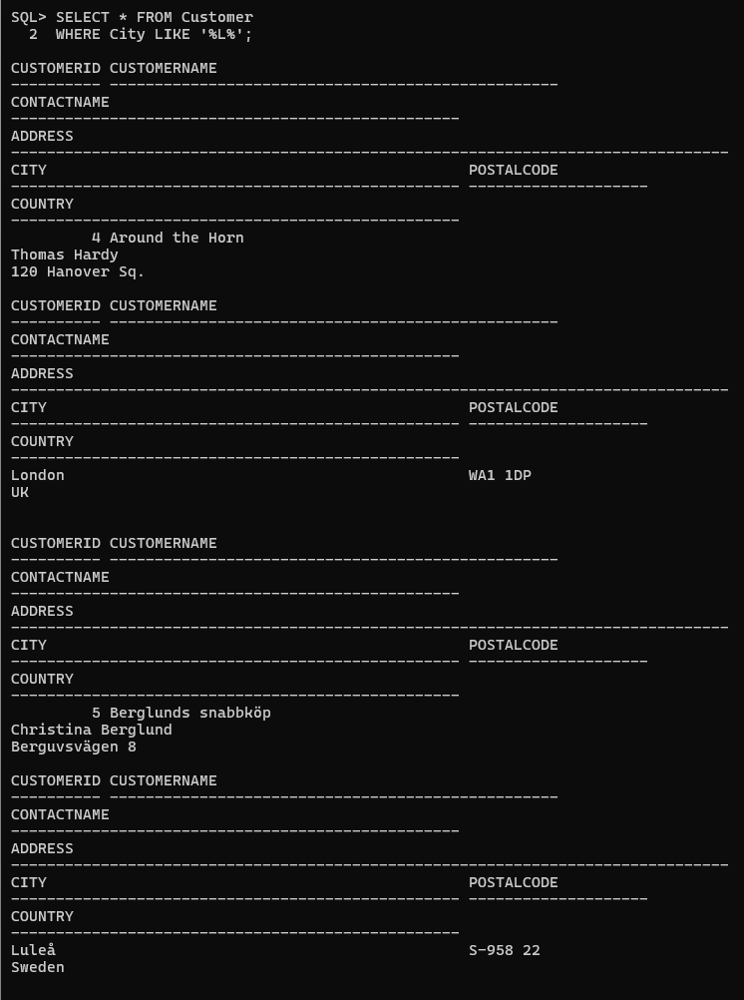 SQL> SELECT * FROM Customer
  2  WHERE City LIKE '%L%';
CUSTOMERID CUSTOMERNAME
---------- --------------------------------------------------
CONTACTNAME
--------------------------------------------------
ADDRESS
--------------------------------------------------------------------------------
CITY                                               POSTALCODE
-------------------------------------------------- --------------------
COUNTRY
--------------------------------------------------
         4 Around the Horn
Thomas Hardy
120 Hanover Sq.
CUSTOMERID CUSTOMERNAME
---------- --------------------------------------------------
CONTACTNAME
--------------------------------------------------
ADDRESS
--------------------------------------------------------------------------------
CITY                                               POSTALCODE
-------------------------------------------------- --------------------
COUNTRY
--------------------------------------------------
London                                             WA1 1DP
UK
CUSTOMERID CUSTOMERNAME
---------- --------------------------------------------------
CONTACTNAME
--------------------------------------------------
ADDRESS
--------------------------------------------------------------------------------
CITY                                               POSTALCODE
-------------------------------------------------- --------------------
COUNTRY
--------------------------------------------------
         5 Berglunds snabbköp
Christina Berglund
Berguvsvägen 8
CUSTOMERID CUSTOMERNAME
---------- --------------------------------------------------
CONTACTNAME
--------------------------------------------------
ADDRESS
--------------------------------------------------------------------------------
CITY                                               POSTALCODE
-------------------------------------------------- --------------------
COUNTRY
--------------------------------------------------
Luleå                                              S-958 22
Sweden